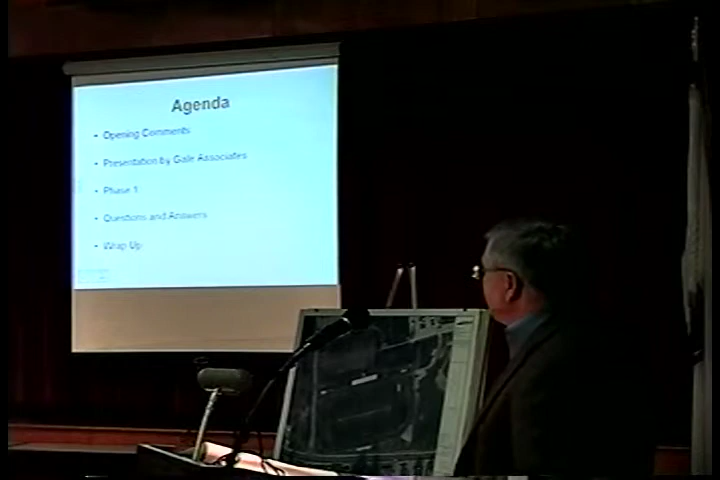 Agenda
• Opening Comments
• Presentation by Gale Associates
• Phase 1
• Questions and Answers
• Wrap Up